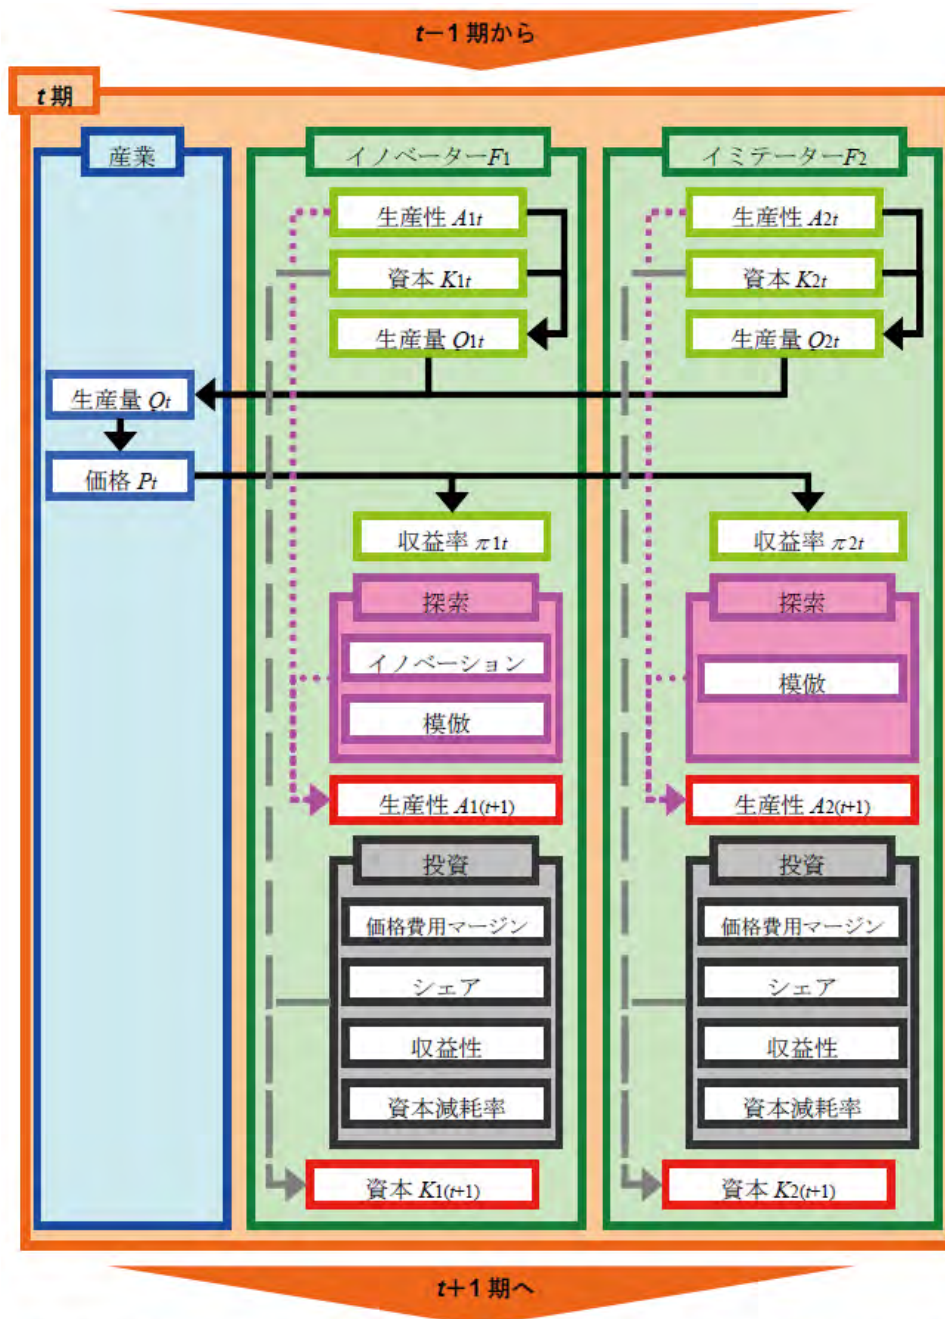 t−1 期から
t 期
産業
イノベーターF1
イミテーターF2
生産性 A1t
生産性 A2t
資本 K1t
資本 K2t
生産量 Q1t
生産量 Q2t
生産量 Qt
価格 Pt
収益率 π1t
収益率 π2t
探索
探索
イノベーション
模倣
模倣
生産性 A1(t+1)
生産性 A2(t+1)
投資
投資
価格費用マージン
価格費用マージン
シェア
シェア
収益性
収益性
資本減耗率
資本減耗率
資本 K1(t+1)
資本 K2(t+1)
t+1 期へ